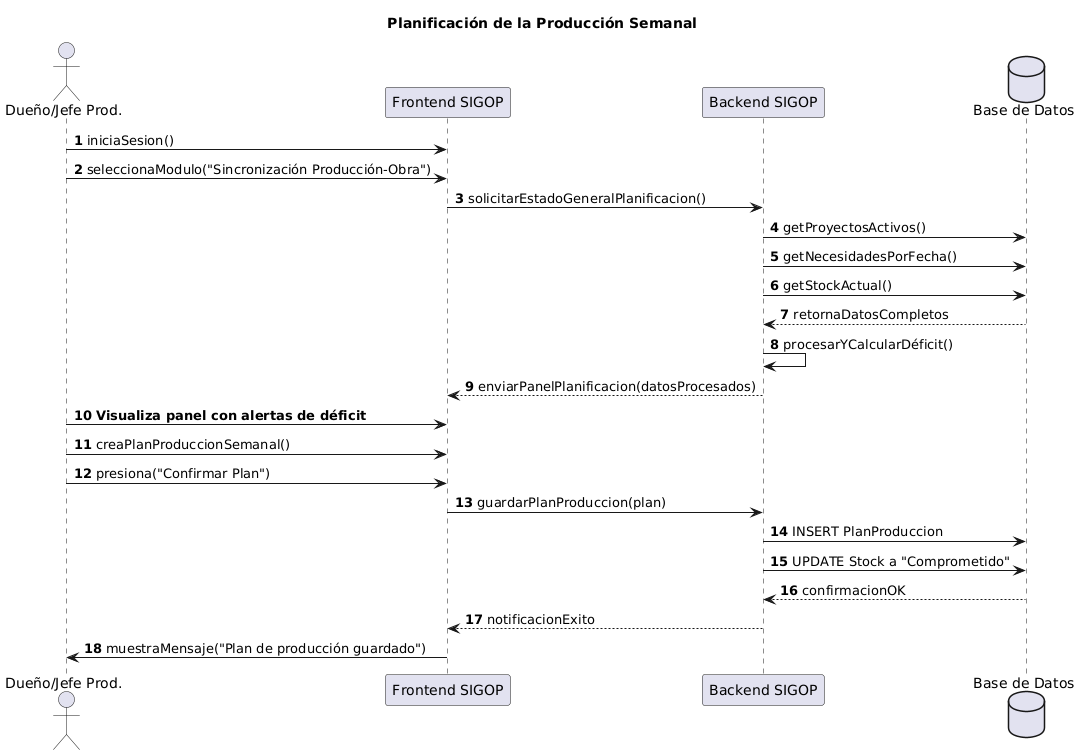 Planificación de la Producción Semanal
Dueño/Jefe Prod.
Frontend SIGOP
Backend SIGOP
Base de Datos
1 iniciaSesion()
2 seleccionaModulo("Sincronización Producción-Obra")
3 solicitarEstadoGeneralPlanificacion()
4 getProyectosActivos()
5 getNecesidadesPorFecha()
6 getStockActual()
7 retornaDatosCompletos
8 procesarYCalcularDéficit()
9 enviarPanelPlanificacion(datosProcesados)
10 Visualiza panel con alertas de déficit
11 creaPlanProduccionSemanal()
12 presiona("Confirmar Plan")
13 guardarPlanProduccion(plan)
14 INSERT PlanProduccion
15 UPDATE Stock a "Comprometido"
16 confirmacionOK
17 notificacionExito
18 muestraMensaje("Plan de producción guardado")
Dueño/Jefe Prod.
Frontend SIGOP
Backend SIGOP
Base de Datos